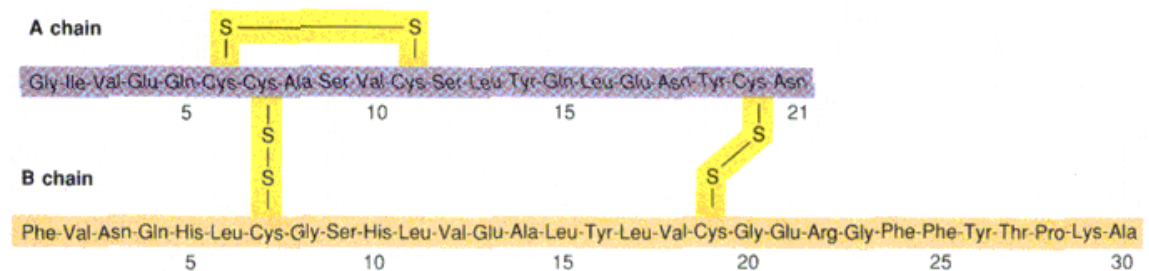 A chain
S S
Gly-Ile-Val-Glu-Gln-Cys-Cys-Ala Ser Val Cys Ser Leu Tyr-Gln-Leu-Glu-Asn-Tyr-Cys Asn
5 10 15 21
S S
B chain
S S
Phe-Val-Asn-Gln-His-Leu-Cys-Gly-Ser-His-Leu-Val-Glu-Ala-Leu-Tyr-Leu-Val-Cys-Gly-Glu-Arg-Gly-Phe-Phe-Tyr-Thr-Pro-Lys-Ala
5 10 15 20 25 30